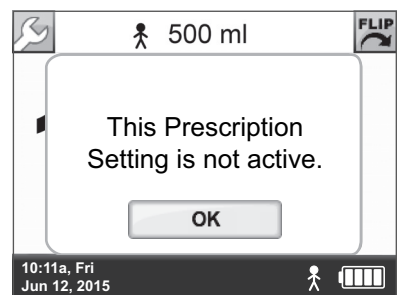 500 ml
FLIP
This Prescription
Setting is not active.
OK
10:11a, Fri
Jun 12, 2015